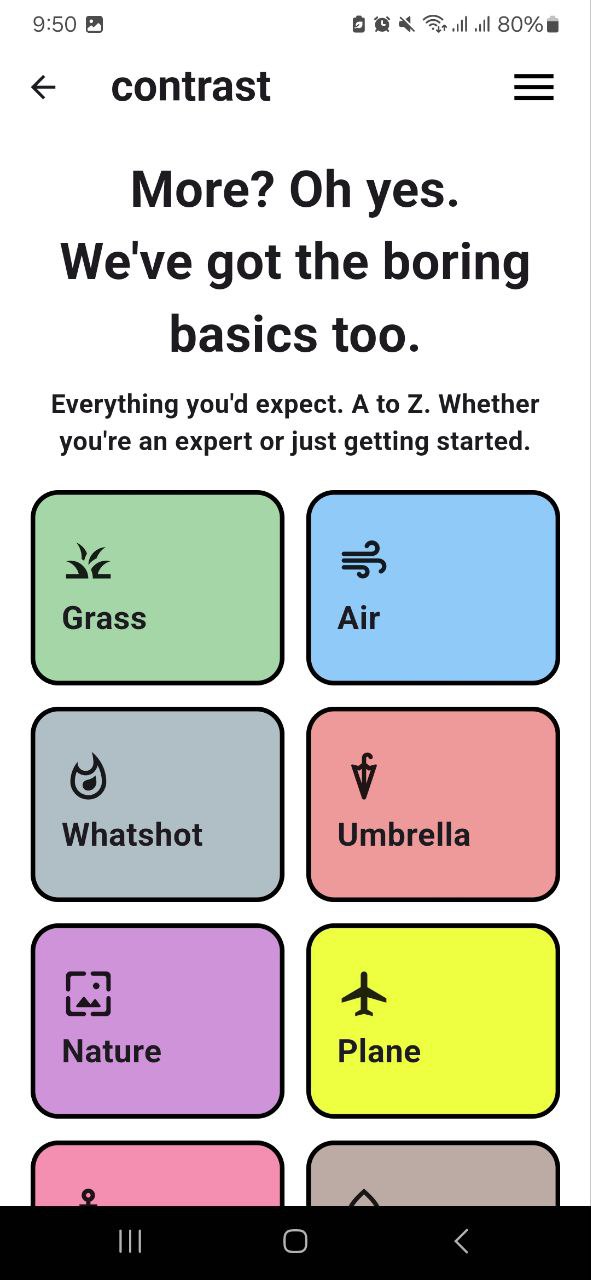 9:50
80%
contrast
More? Oh yes.
We've got the boring
basics too.
Everything you'd expect. A to Z. Whether
you're an expert or just getting started.
Grass
Air
Whatshot
Umbrella
Nature
Plane